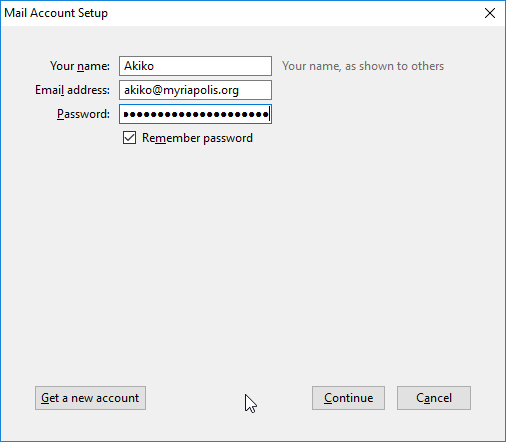 Mail Account Setup
Your name: Akiko Your name, as shown to others
Email address: akiko@myriapolis.org
Password: ●●●●●●●●●●●●●●●●●●●●●
Remember password
Get a new account Continue Cancel